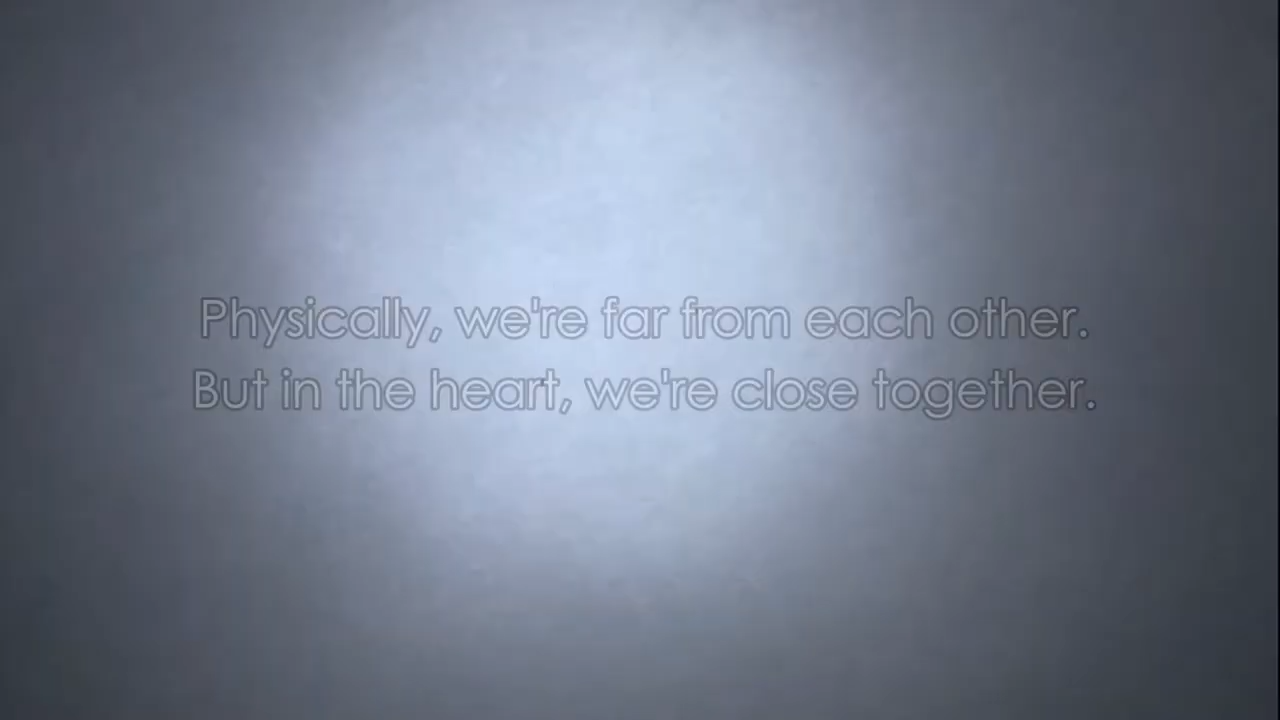 Physically, we're far from each other.
But in the heart, we're close together.